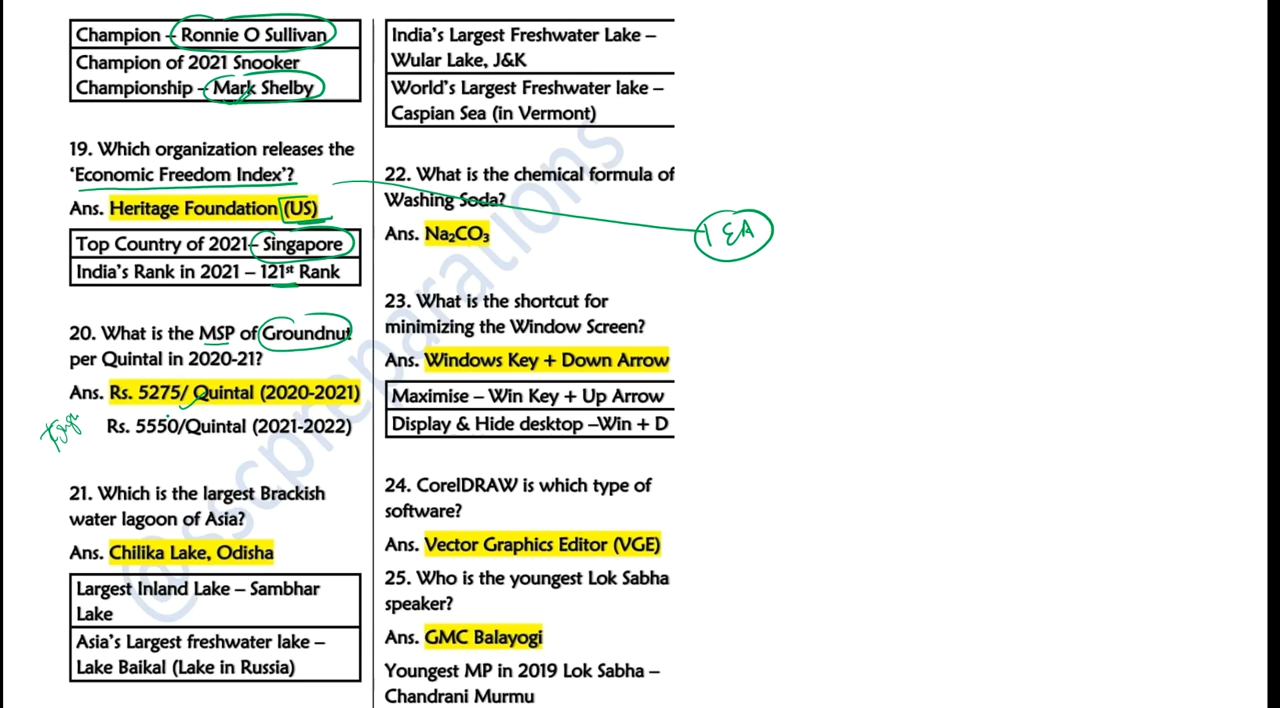 Champion – Ronnie O Sullivan
Champion of 2021 Snooker
Championship – Mark Shelby
19. Which organization releases the
‘Economic Freedom Index’?
Ans. Heritage Foundation (US)
Top Country of 2021– Singapore
India’s Rank in 2021 – 121st Rank
20. What is the MSP of Groundnut
per Quintal in 2020-21?
Ans. Rs. 5275/ Quintal (2020-2021)
Rs. 5550/Quintal (2021-2022)
21. Which is the largest Brackish
water lagoon of Asia?
Ans. Chilika Lake, Odisha
Largest Inland Lake – Sambhar
Lake
Asia’s Largest freshwater lake –
Lake Baikal (Lake in Russia)
India’s Largest Freshwater Lake –
Wular Lake, J&K
World’s Largest Freshwater lake –
Caspian Sea (in Vermont)
22. What is the chemical formula of
Washing Soda?
Ans. Na₂CO₃
23. What is the shortcut for
minimizing the Window Screen?
Ans. Windows Key + Down Arrow
Maximise – Win Key + Up Arrow
Display & Hide desktop –Win + D
24. CorelDRAW is which type of
software?
Ans. Vector Graphics Editor (VGE)
25. Who is the youngest Lok Sabha
speaker?
Ans. GMC Balayogi
Youngest MP in 2019 Lok Sabha –
Chandrani Murmu
@sscpreparations